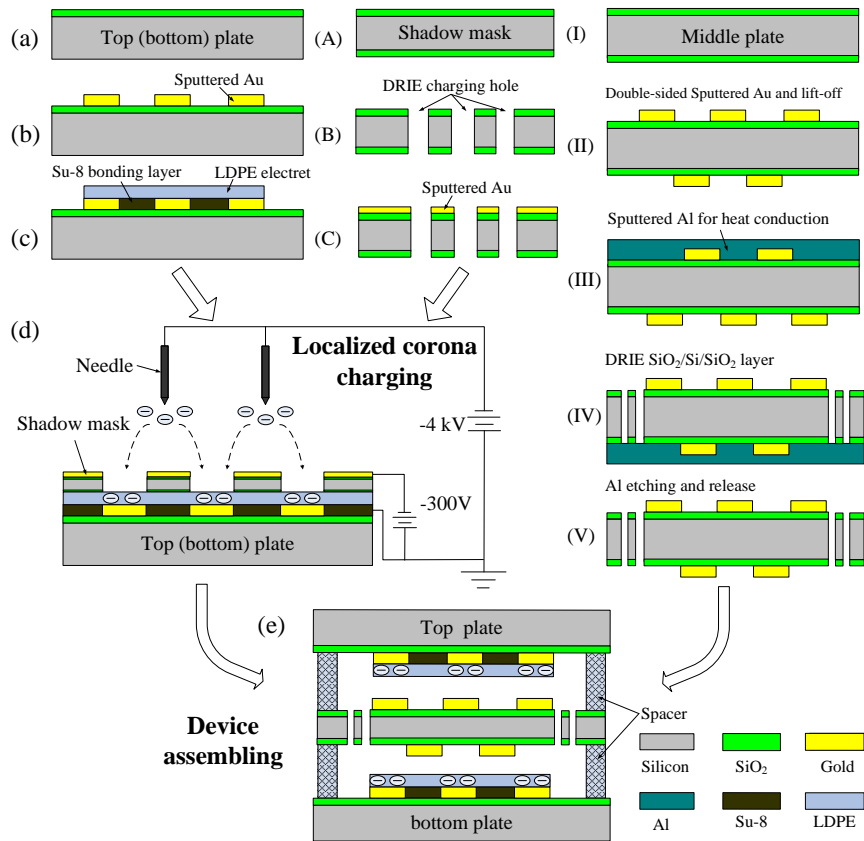 (a)
Top (bottom) plate
Sputtered Au
(b)
Su-8 bonding layer
LDPE electret
(c)
(A)
Shadow mask
DRIE charging hole
(B)
Sputtered Au
(C)
(I)
Middle plate
Double-sided Sputtered Au and lift-off
(II)
Sputtered Al for heat conduction
(III)
DRIE SiO₂/Si/SiO₂ layer
(IV)
Al etching and release
(V)
(d)
Localized corona
charging
Needle
Shadow mask
-4 kV
-300V
Top (bottom) plate
(e)
Top plate
Device
assembling
Spacer
bottom plate
Silicon
SiO₂
Gold
Al
Su-8
LDPE